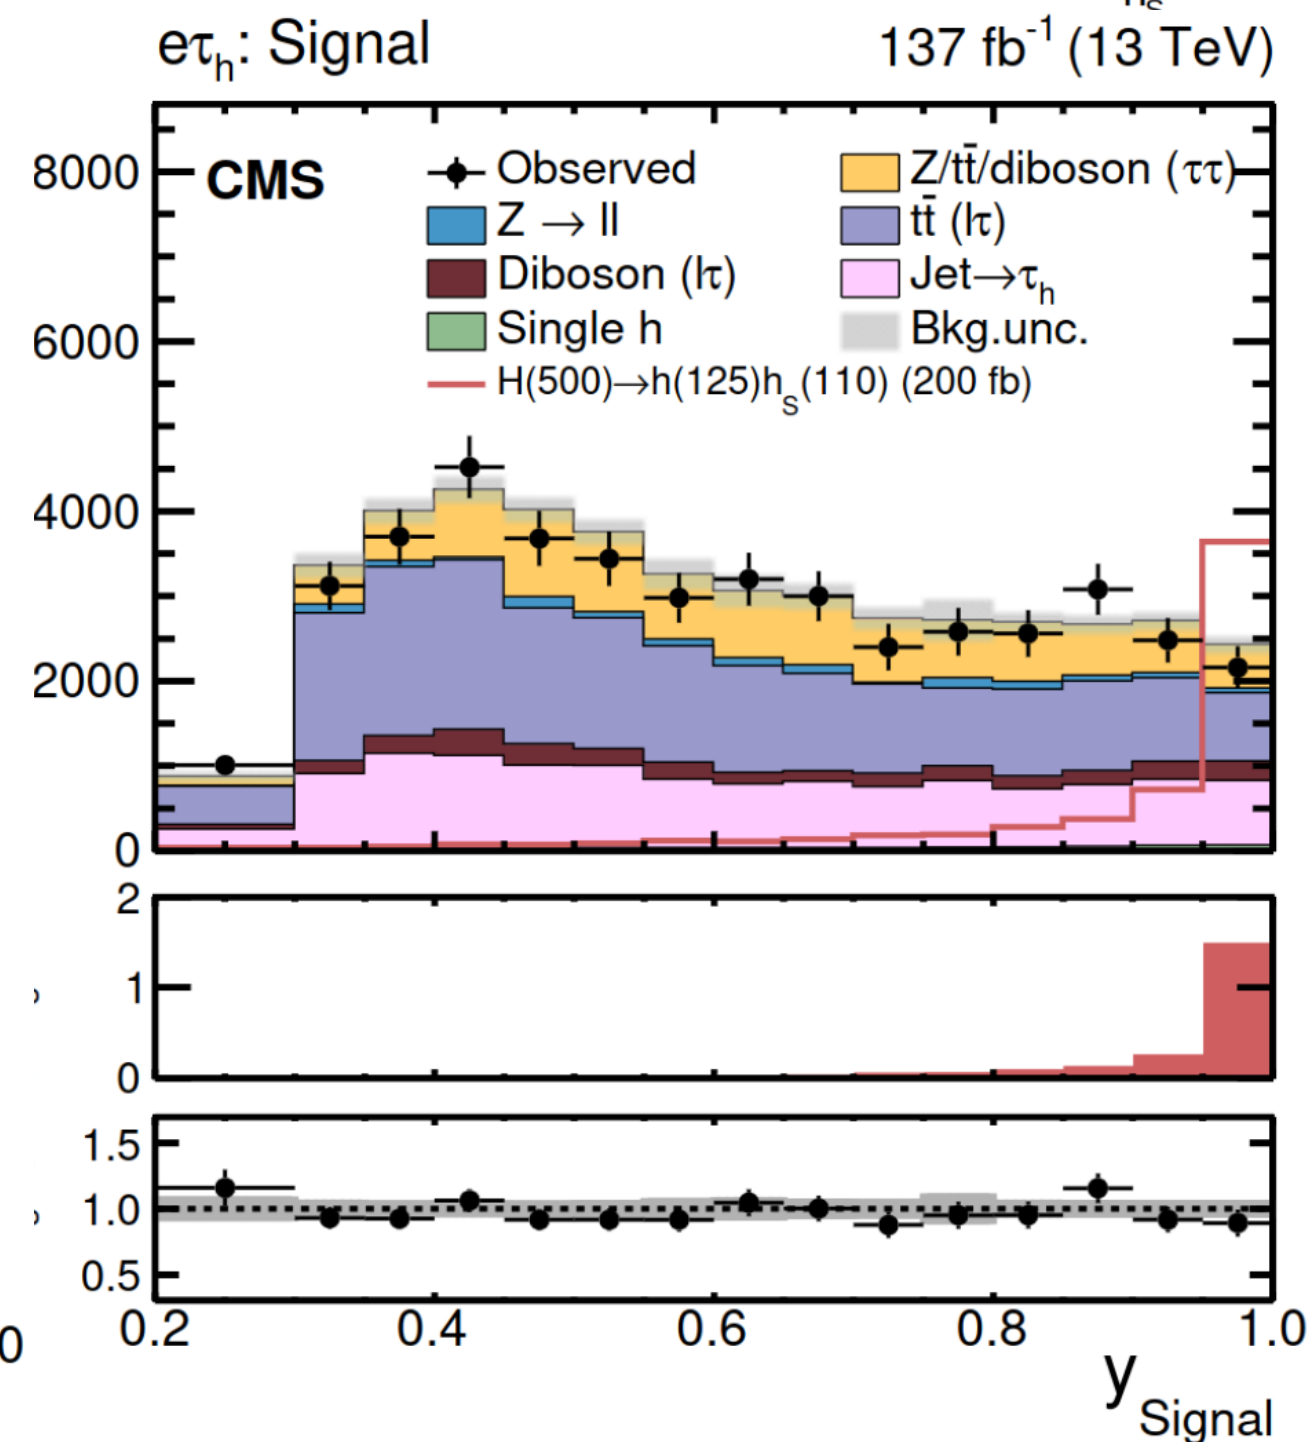 eτh: Signal 137 fb-1 (13 TeV)
CMS
Observed
Z/tt̄/diboson (ττ)
Z → ll
tt̄ (lτ)
Diboson (lτ)
Jet→τh
Single h
Bkg.unc.
H(500)→h(125)hS(110) (200 fb)
8000
6000
4000
2000
0
2
1
0
1.5
1.0
0.5
0.2 0.4 0.6 0.8 1.0
0
ySignal